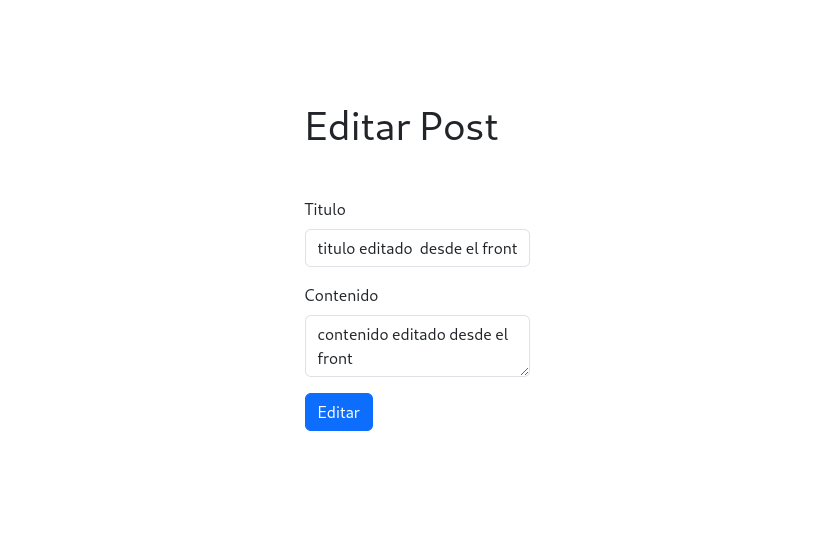 Editar Post
Titulo
titulo editado  desde el front
Contenido
contenido editado desde el
front
Editar